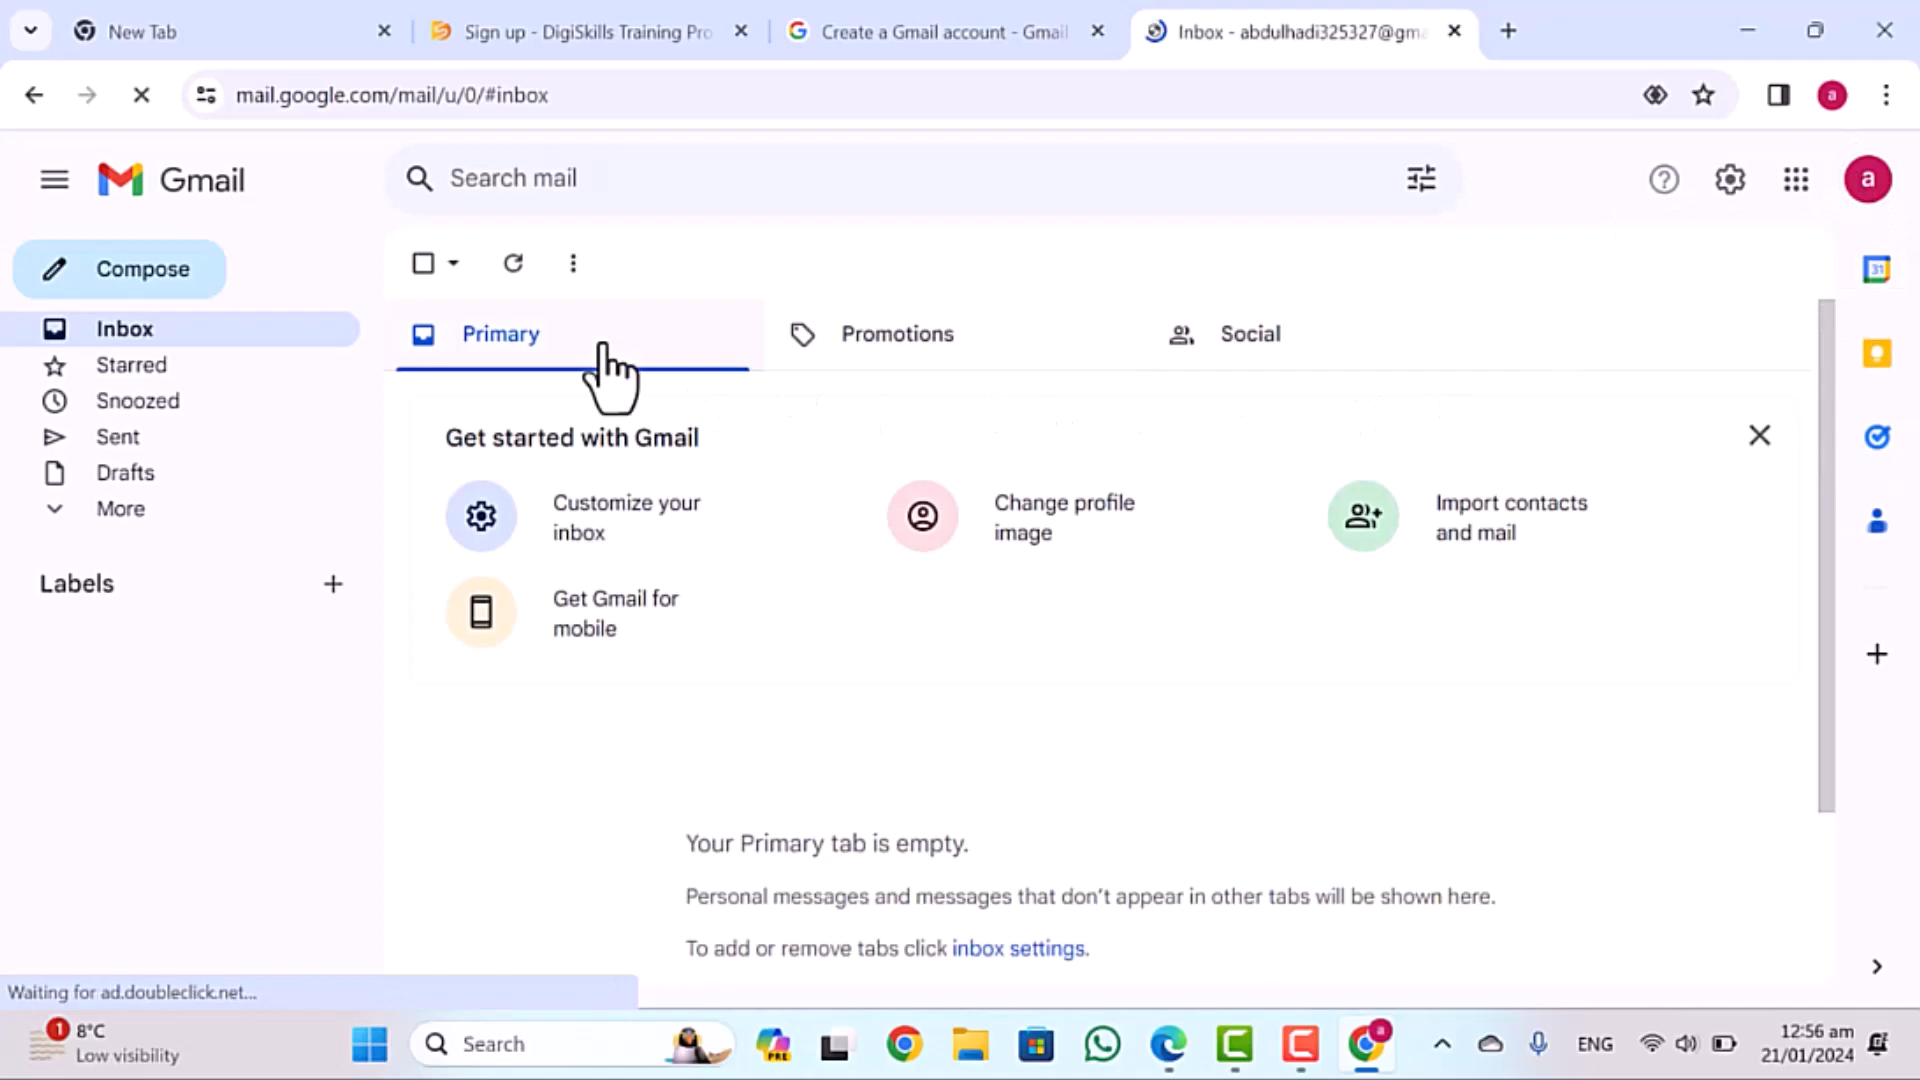 New Tab
Sign up - DigiSkills Training Pro
Create a Gmail account - Gmail
Inbox - abdulhadi325327@gma
mail.google.com/mail/u/0/#inbox
a
Gmail
Search mail
a
Compose
31
Inbox
Primary
Promotions
Social
Starred
Snoozed
Sent
Drafts
More
Labels
Get started with Gmail
Customize your
inbox
Change profile
image
Import contacts
and mail
Get Gmail for
mobile
Your Primary tab is empty.
Personal messages and messages that don't appear in other tabs will be shown here.
To add or remove tabs click inbox settings.
Waiting for ad.doubleclick.net...
1
8°C
Low visibility
Search
PRE
a
ENG
12:56 am
21/01/2024